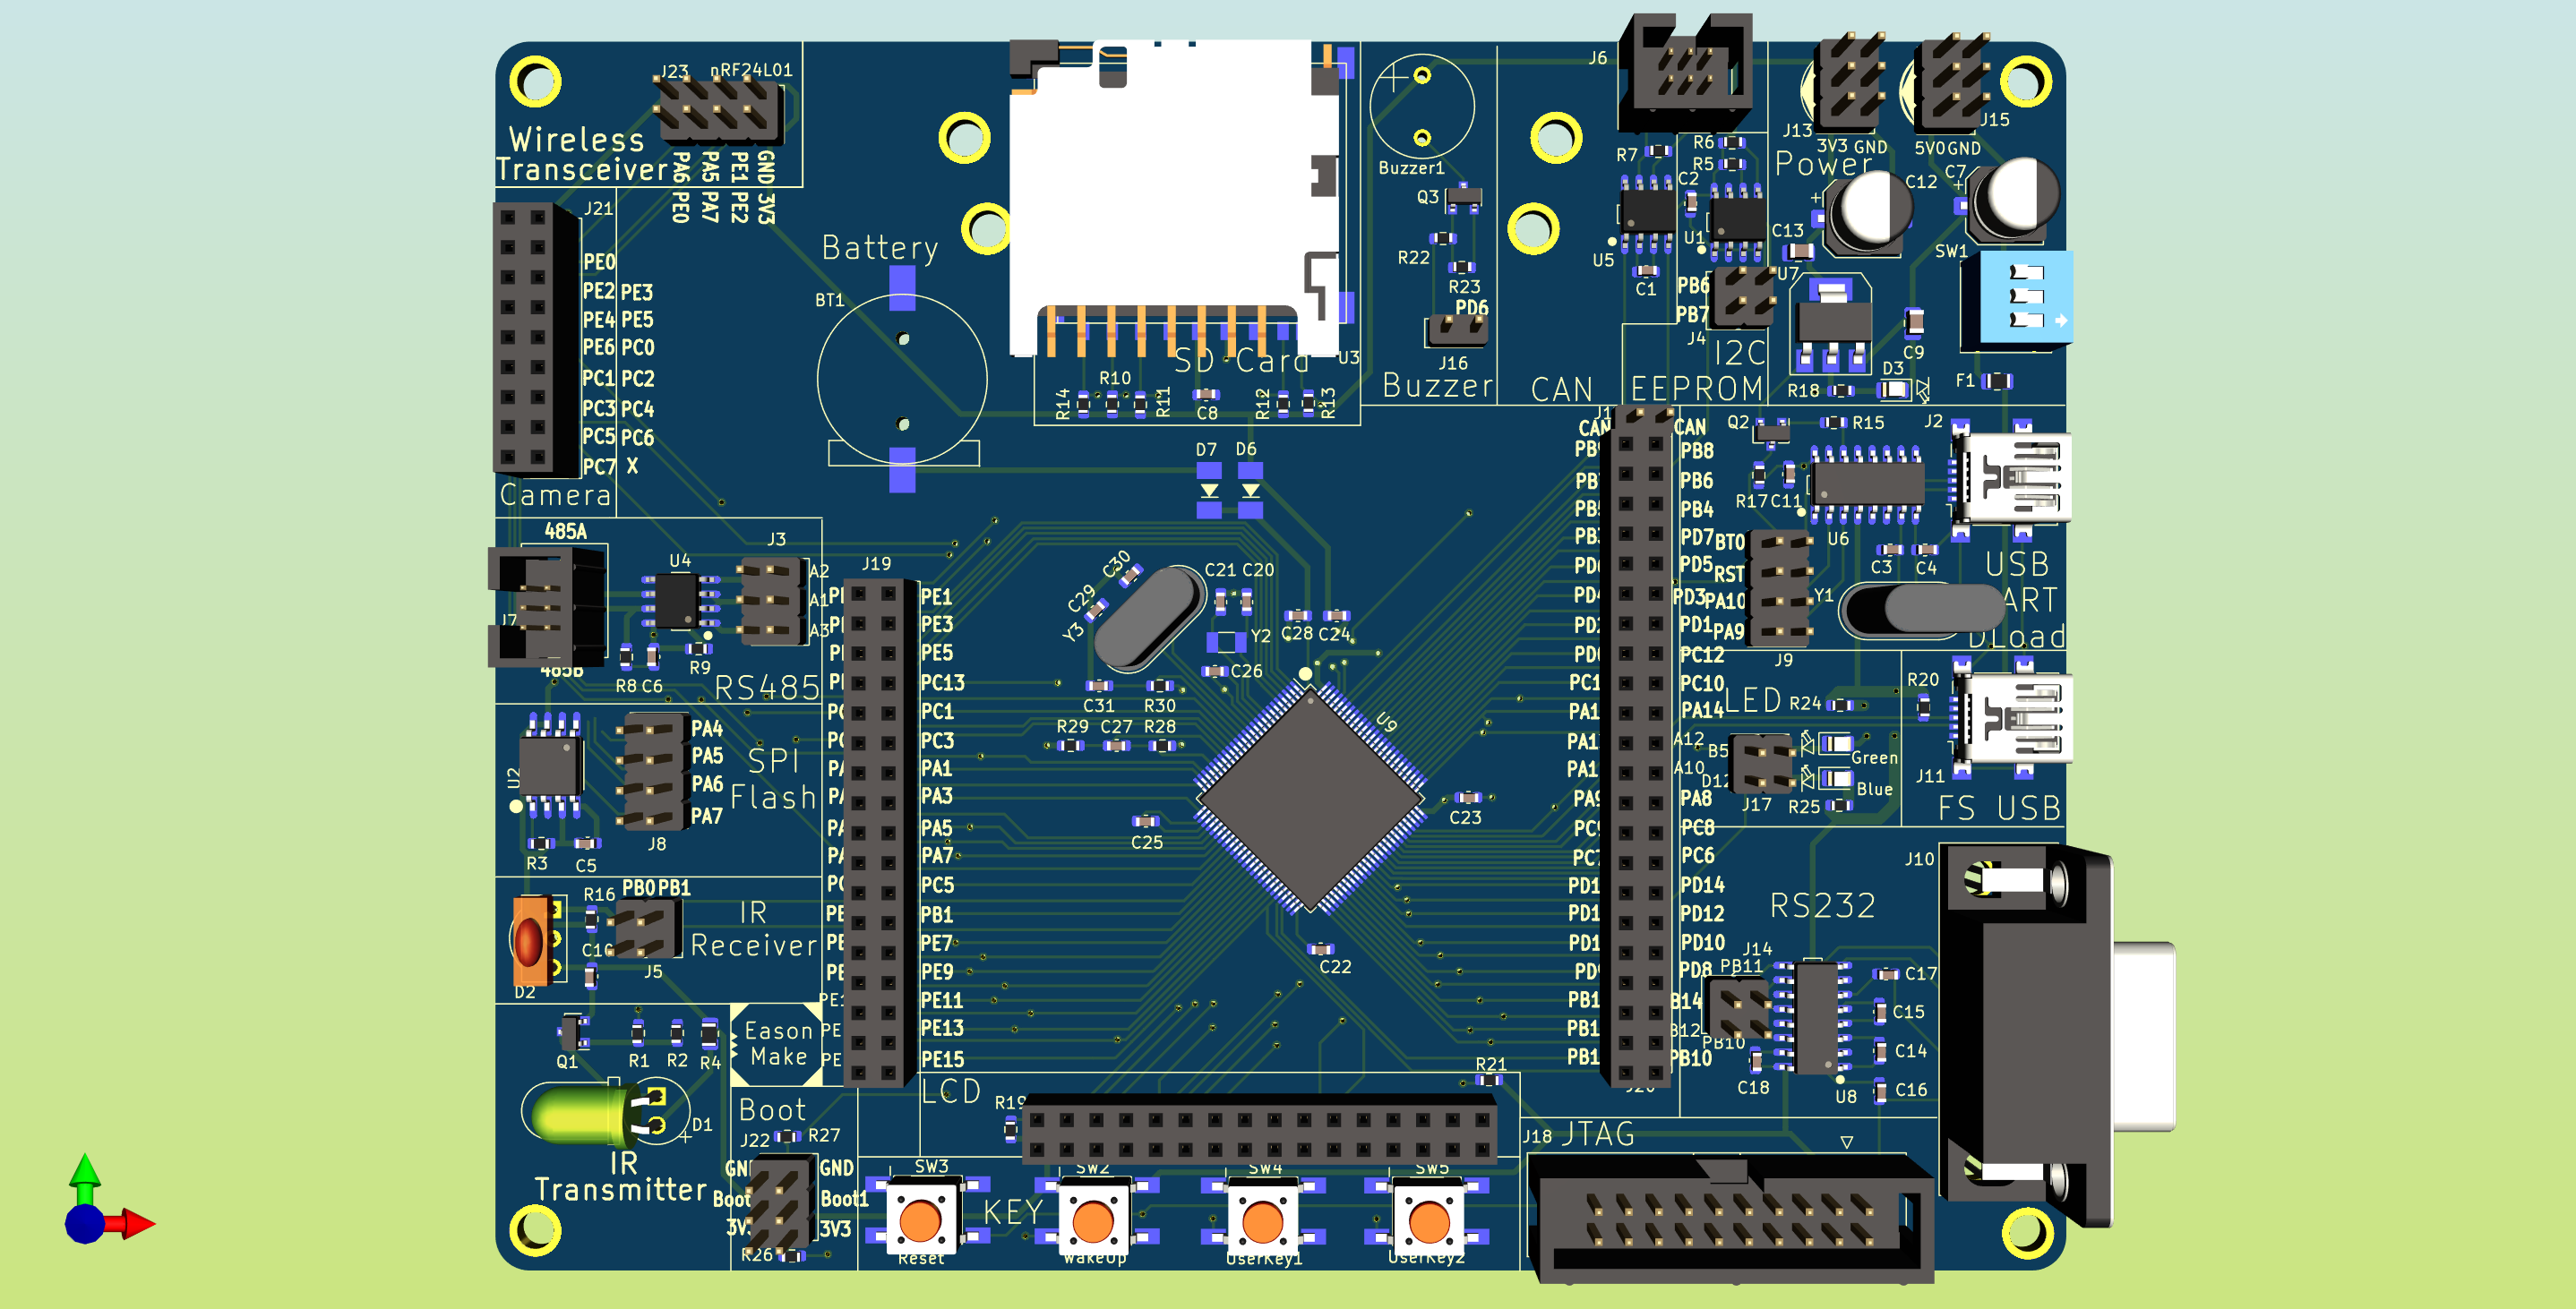 J23 nRF24L01
Wireless
Transceiver
PA6 PE0
PA5 PA7
PE1 PE2
GND 3V3
J21
PE0
PE2 PE3
PE4 PE5
PE6 PC0
PC1 PC2
PC3 PC4
PC5 PC6
PC7 X
Camera
Battery
BT1
SD Card
U3
R14
R10
R11
C8
R12
R13
Buzzer1
Q3
R22
R23
PD6
J16
Buzzer
J6
R7
R6
R5
C2
U5
U1
C1
PB6
PB7
J4
I2C
EEPROM
CAN
J13
3V3 GND
J15
5V0 GND
Power
C12
C7
C13
SW1
U7
C9
D3
R18
F1
D7
D6
485A
J7
485B
U4
J3
A2
A1
A3
R8
C6
R9
RS485
J19
PE1
PE3
PE5
PC13
PC1
PC3
PA1
PA3
PA5
PA7
PC5
PB1
PE7
PE9
PE11
PE13
PE15
C30
C29
Y3
C21
C20
C28
C24
Y2
C26
C31
R30
R29
C27
R28
U9
C25
C23
C22
CAN
PB8
PB6
PB4
PD7
PD5
PD3
PD1
PC12
PC10
PA14
A12
A10
PA8
PC8
PC6
PD14
PD12
PD10
PD8
B14
B12
PB10
Q2
R15
J2
R17
C11
U6
C3
C4
USB
DLoad
BT0
RST
PA10
PA9
Y1
J9
LED
R24
R20
B5
D12
Green
Blue
J17
R25
J11
FS USB
U2
PA4
PA5
PA6
PA7
J8
R3
C5
SPI
Flash
R16
PB0 PB1
J5
D2
IR
Receiver
Q1
R1
R2
R4
D1
IR
Transmitter
Eason
Make
Boot
J22
R27
GND
Boot1
3V3
R26
LCD
R19
R21
J18
SW3
SW2
SW4
SW5
KEY
Reset
WakeUp
UserKey1
UserKey2
JTAG
J10
RS232
J14
PB11
PB10
C17
C15
C14
C16
C18
U8